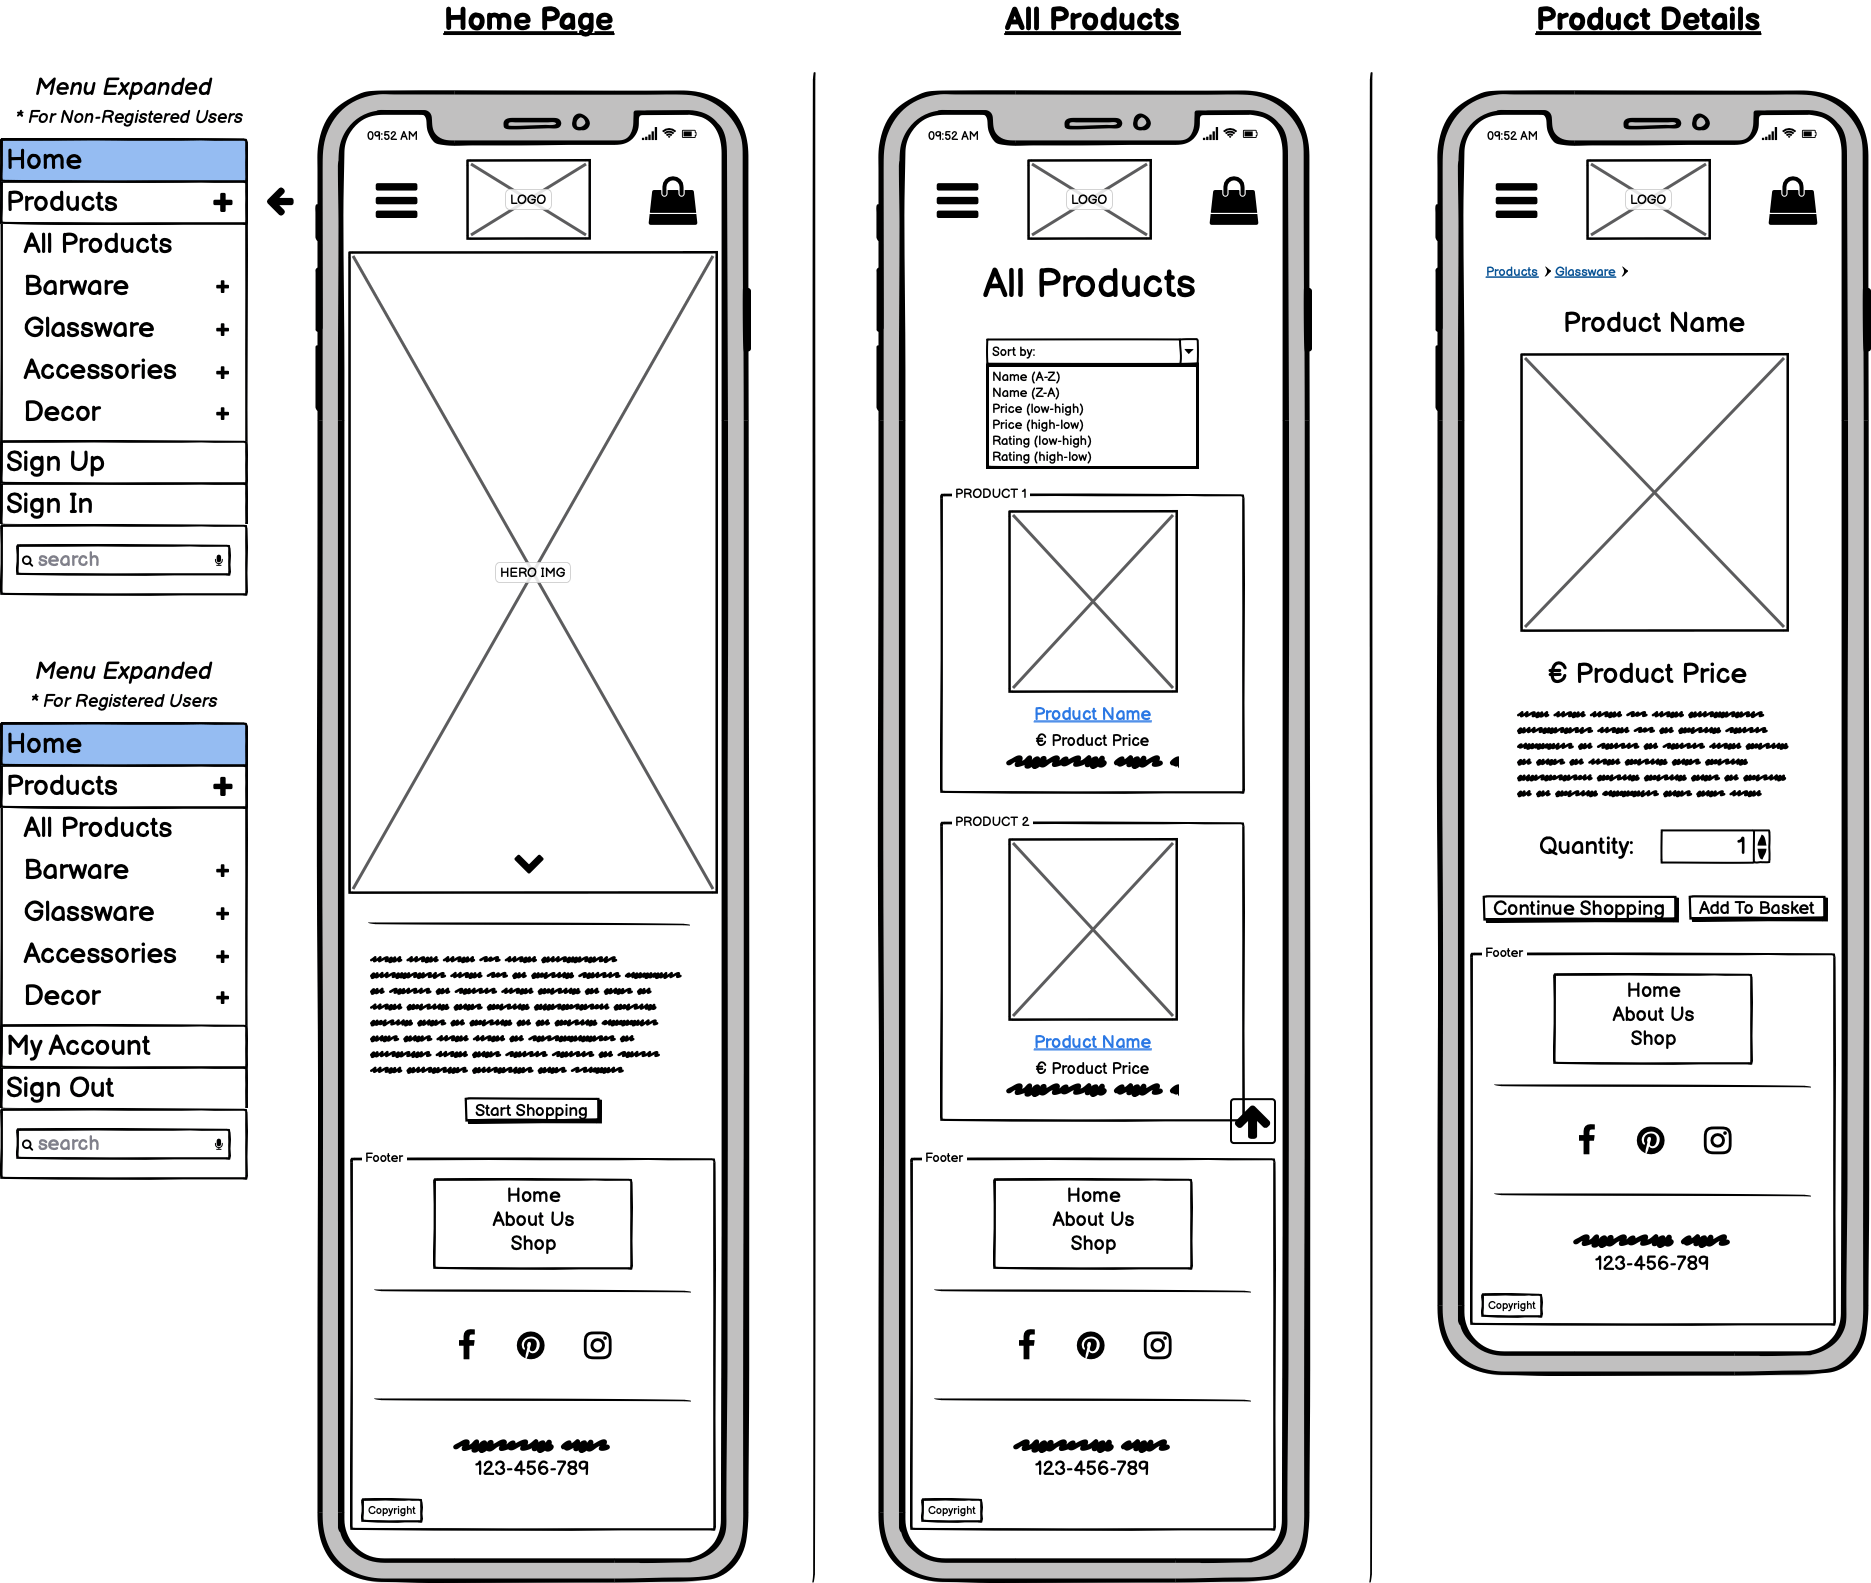 Home Page
All Products
Product Details
Menu Expanded
* For Non-Registered Users
Home
Products
All Products
Barware
Glassware
Accessories
Decor
Sign Up
Sign In
search
Menu Expanded
* For Registered Users
Home
Products
All Products
Barware
Glassware
Accessories
Decor
My Account
Sign Out
search
09:52 AM
LOGO
HERO IMG
Start Shopping
Footer
Home
About Us
Shop
123-456-789
Copyright
09:52 AM
LOGO
All Products
Sort by:
Name (A-Z)
Name (Z-A)
Price (low-high)
Price (high-low)
Rating (low-high)
Rating (high-low)
PRODUCT 1
Product Name
€ Product Price
PRODUCT 2
Product Name
€ Product Price
Footer
Home
About Us
Shop
123-456-789
Copyright
09:52 AM
LOGO
Products Glassware
Product Name
€ Product Price
Quantity: 1
Continue Shopping Add To Basket
Footer
Home
About Us
Shop
123-456-789
Copyright